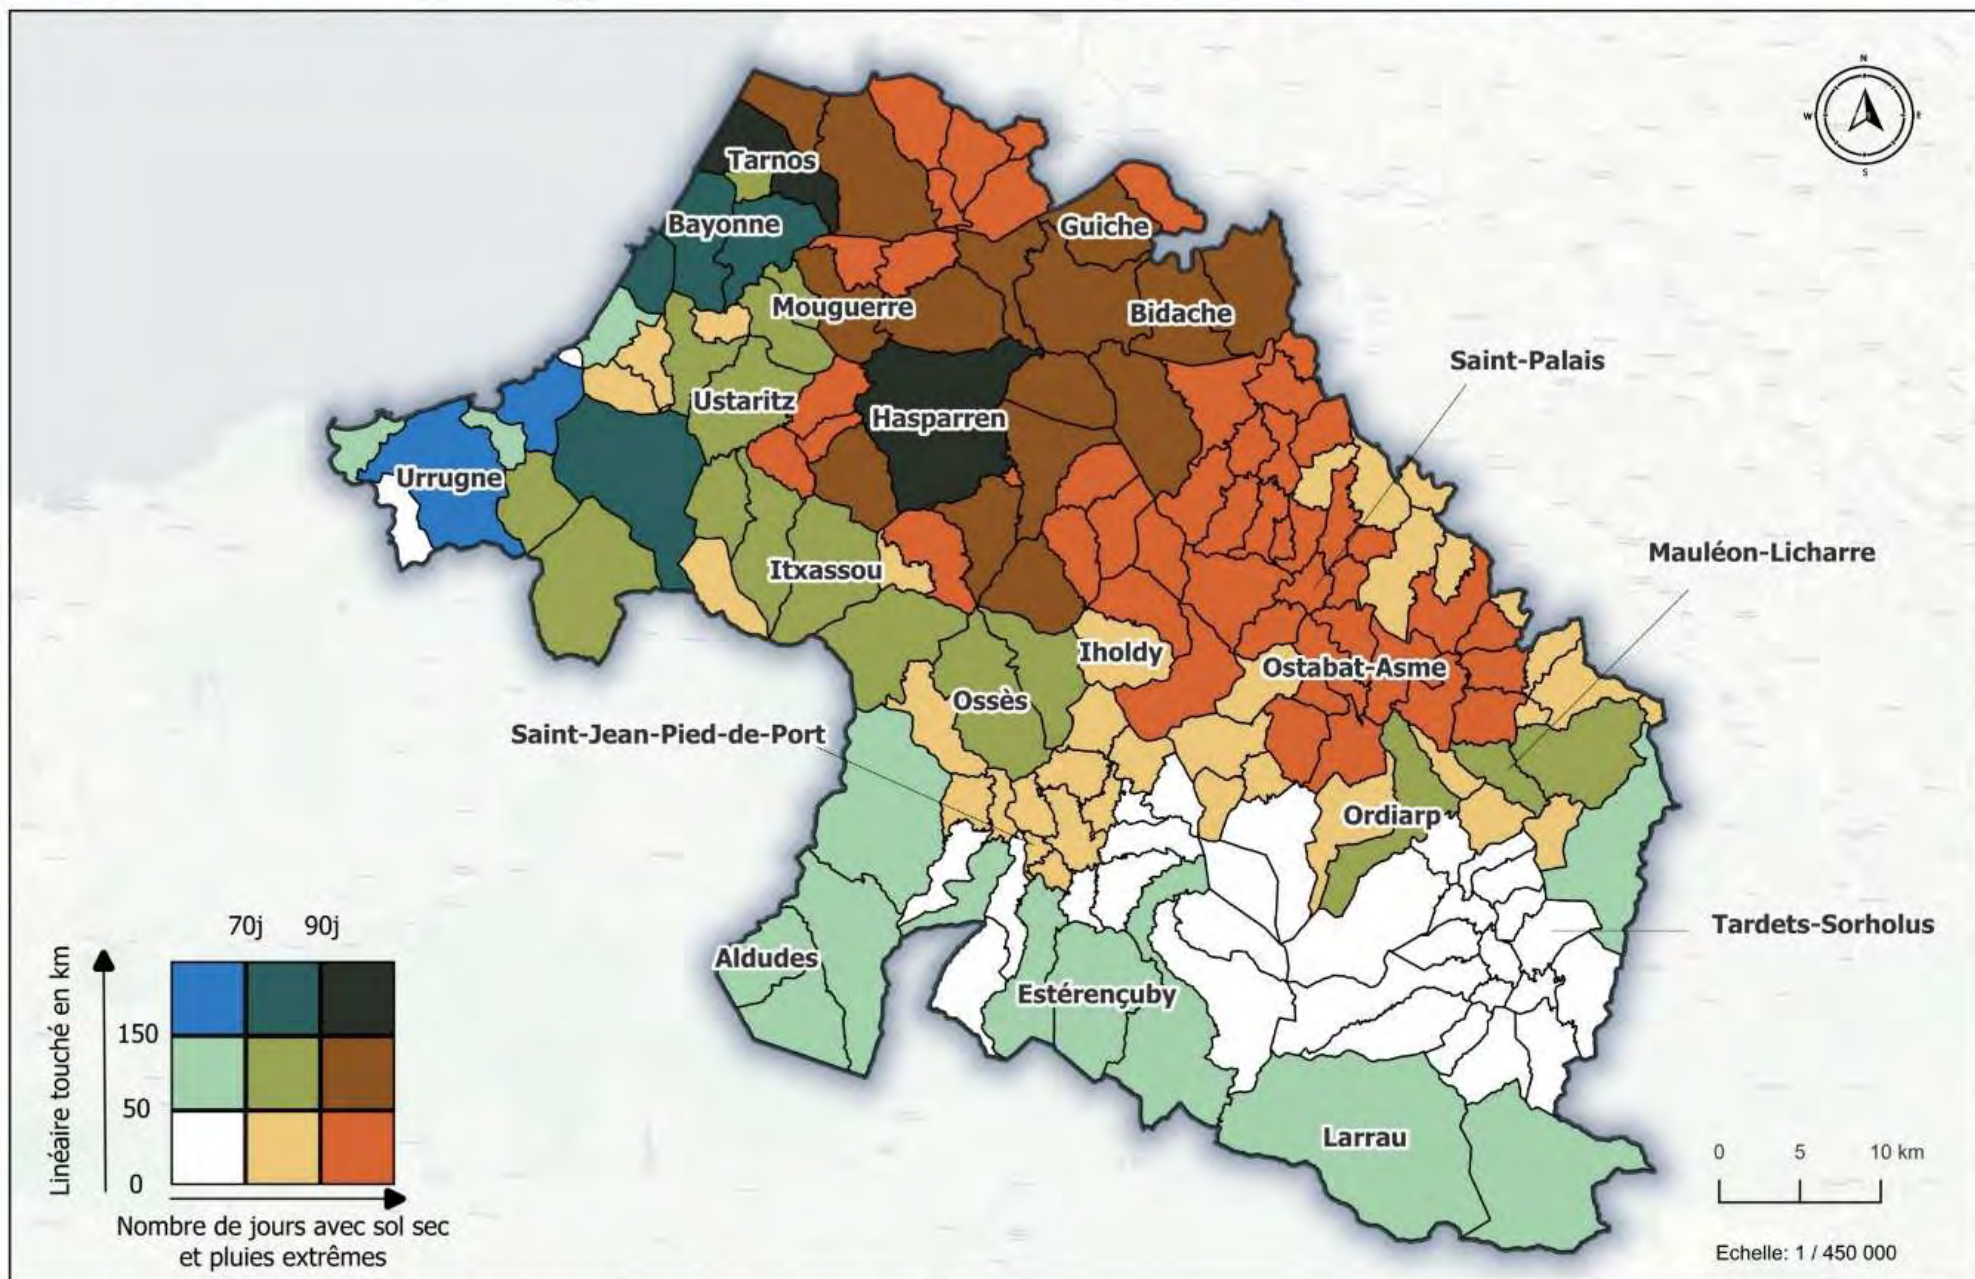 N
W
E
S
Tarnos
Bayonne
Guiche
Mouguerre
Bidache
Saint-Palais
Ustaritz
Hasparren
Urrugne
Mauléon-Licharre
Itxassou
Iholdy
Ostabat-Asme
Ossès
Saint-Jean-Pied-de-Port
Ordiarp
Tardets-Sorholus
Aldudes
Estérençuby
Larrau
70j 90j
Linéaire touché en km
150
50
0
Nombre de jours avec sol sec
et pluies extrêmes
0 5 10 km
Echelle: 1 / 450 000